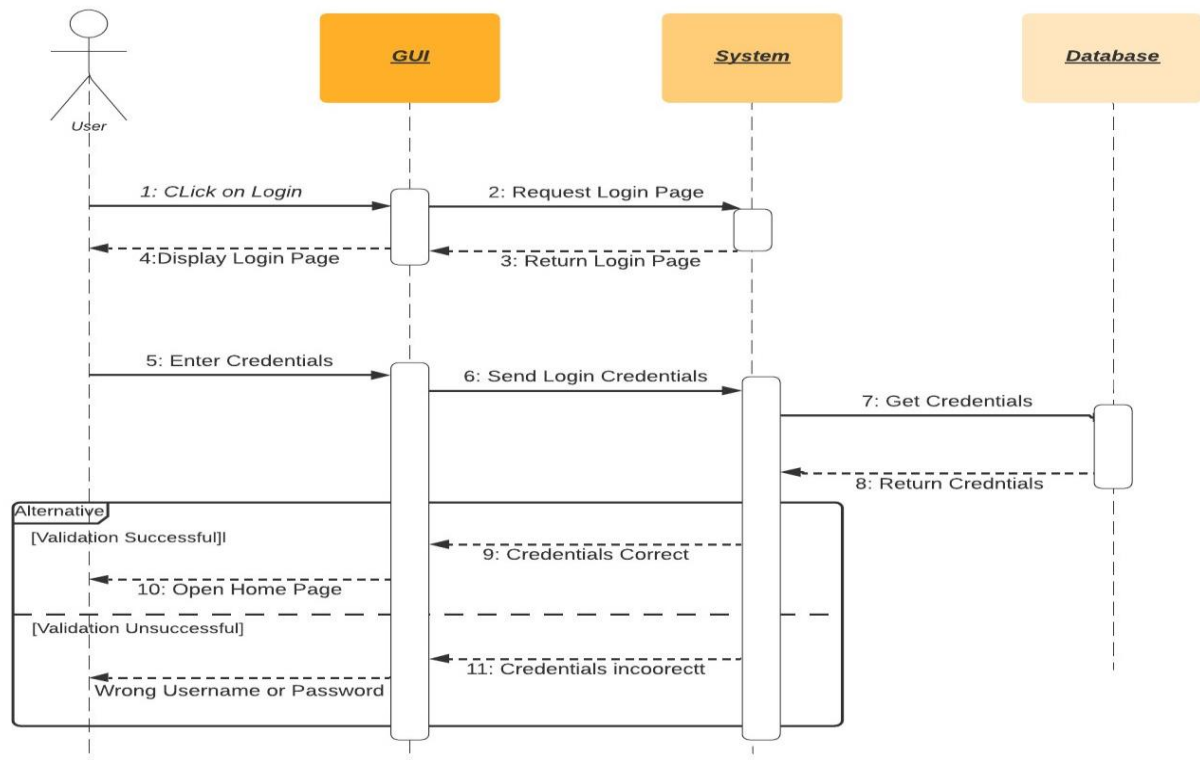 GUI
System
Database
User
1: CLick on Login
2: Request Login Page
4:Display Login Page
3: Return Login Page
5: Enter Credentials
6: Send Login Credentials
7: Get Credentials
8: Return Credntials
Alternative
[Validation Successful]l
9: Credentials Correct
10: Open Home Page
[Validation Unsuccessful]
11: Credentials incoorectt
Wrong Username or Password